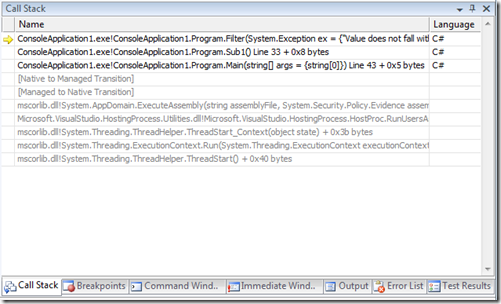 Call Stack
Name Language
ConsoleApplication1.exe!ConsoleApplication1.Program.Filter(System.Exception ex = {"Value does not fall with C#
ConsoleApplication1.exe!ConsoleApplication1.Program.Sub1() Line 33 + 0x8 bytes C#
ConsoleApplication1.exe!ConsoleApplication1.Program.Main(string[] args = {string[0]}) Line 43 + 0x5 bytes C#
[Native to Managed Transition]
[Managed to Native Transition]
mscorlib.dll!System.AppDomain.ExecuteAssembly(string assemblyFile, System.Security.Policy.Evidence assem
Microsoft.VisualStudio.HostingProcess.Utilities.dll!Microsoft.VisualStudio.HostingProcess.HostProc.RunUsersA
mscorlib.dll!System.Threading.ThreadHelper.ThreadStart_Context(object state) + 0x3b bytes
mscorlib.dll!System.Threading.ExecutionContext.Run(System.Threading.ExecutionContext executionContext
mscorlib.dll!System.Threading.ThreadHelper.ThreadStart() + 0x40 bytes
Call Stack Breakpoints Command Wind... Immediate Win... Output Error List Test Results